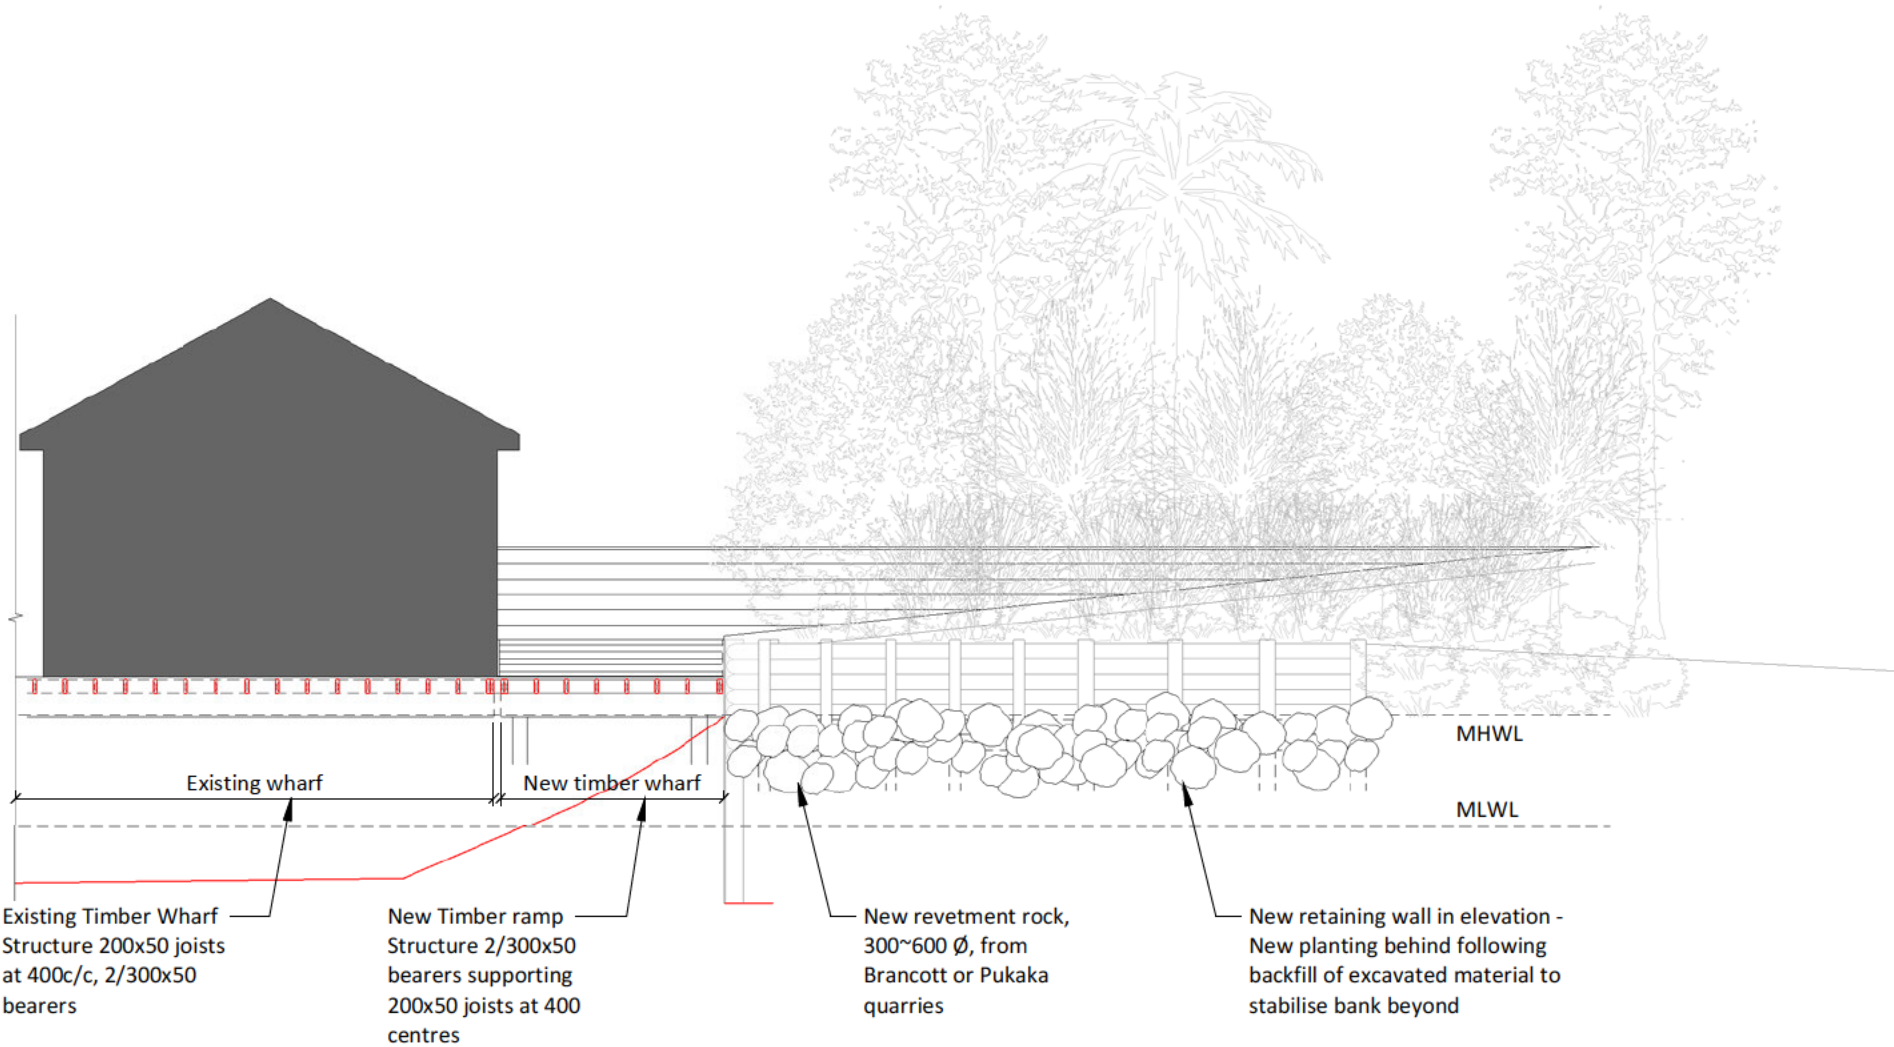 MHWL
Existing wharf
New timber wharf
MLWL
Existing Timber Wharf
Structure 200x50 joists
at 400c/c, 2/300x50
bearers
New Timber ramp
Structure 2/300x50
bearers supporting
200x50 joists at 400
centres
New revetment rock,
300~600 Ø, from
Brancott or Pukaka
quarries
New retaining wall in elevation -
New planting behind following
backfill of excavated material to
stabilise bank beyond